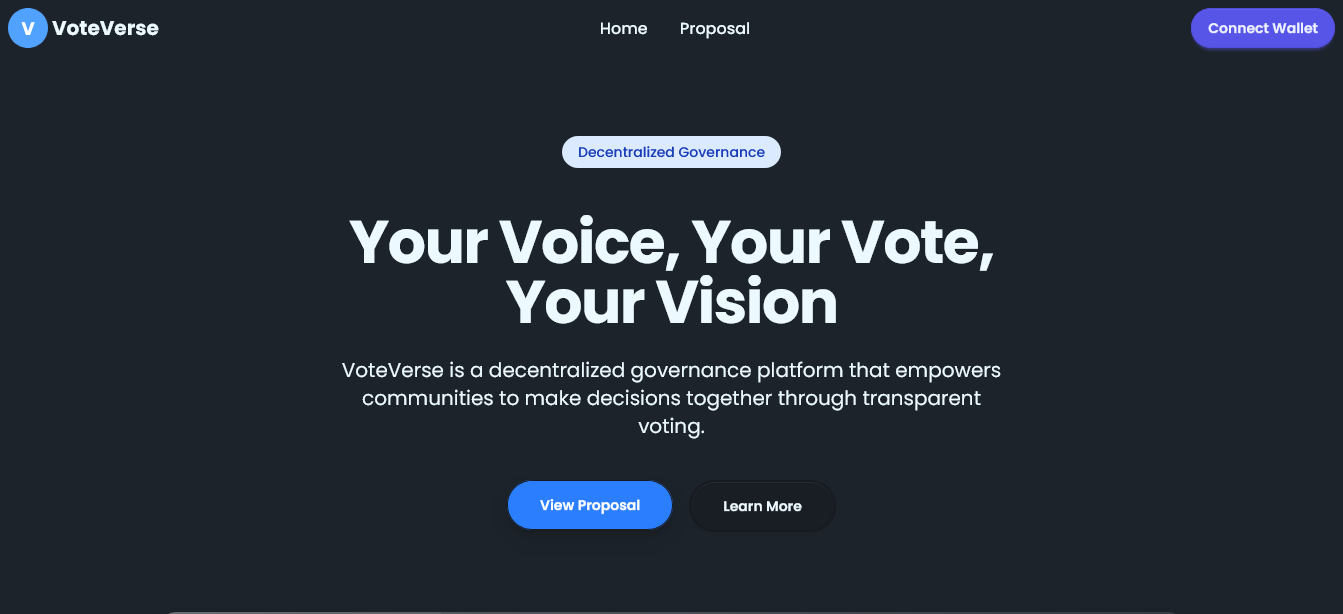 V VoteVerse
Home
Proposal
Connect Wallet
Decentralized Governance
Your Voice, Your Vote,
Your Vision
VoteVerse is a decentralized governance platform that empowers
communities to make decisions together through transparent
voting.
View Proposal
Learn More